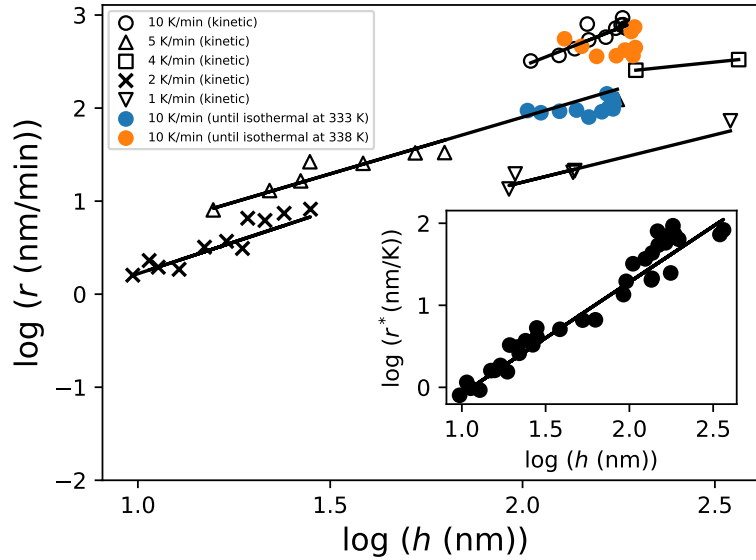 3
2
1
0
−1
−2
log (r (nm/min))
10 K/min (kinetic)
5 K/min (kinetic)
4 K/min (kinetic)
2 K/min (kinetic)
1 K/min (kinetic)
10 K/min (until isothermal at 333 K)
10 K/min (until isothermal at 338 K)
2
1
0
log (r* (nm/K))
1.0 1.5 2.0 2.5
log (h (nm))
1.0 1.5 2.0 2.5
log (h (nm))